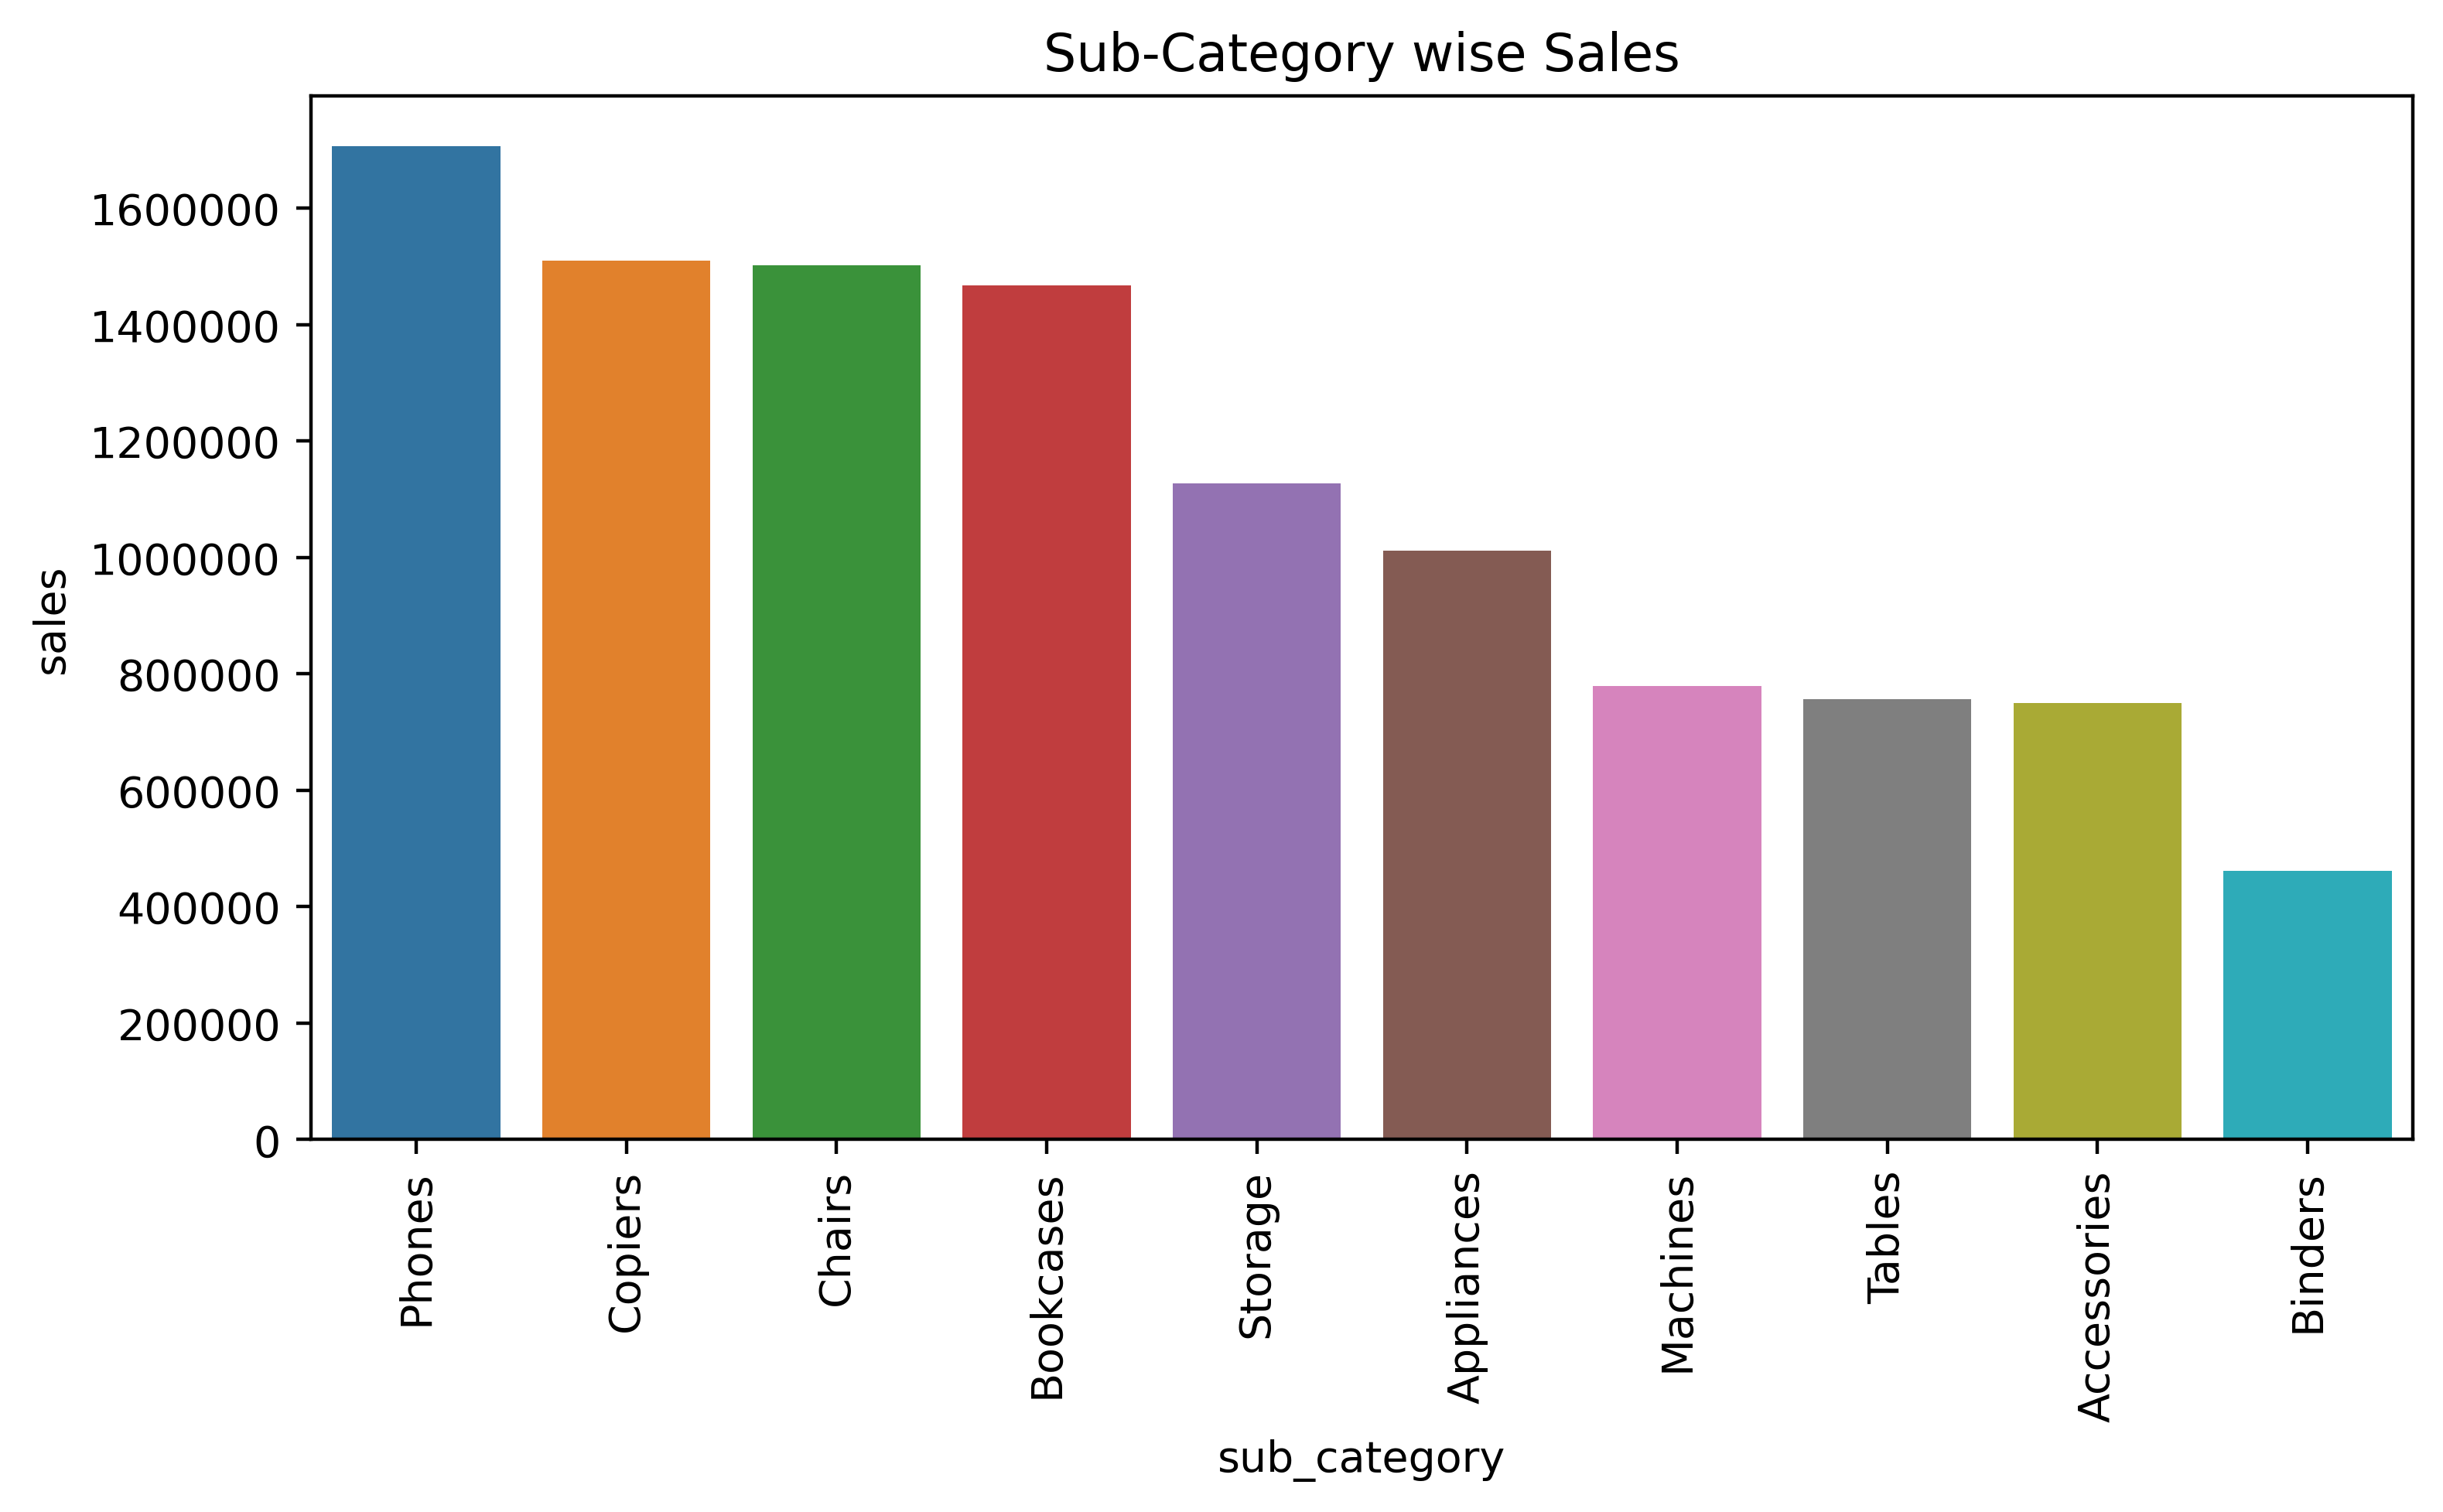 Sub-Category wise Sales
sales
1600000
1400000
1200000
1000000
800000
600000
400000
200000
0
Phones
Copiers
Chairs
Bookcases
Storage
Appliances
Machines
Tables
Accessories
Binders
sub_category